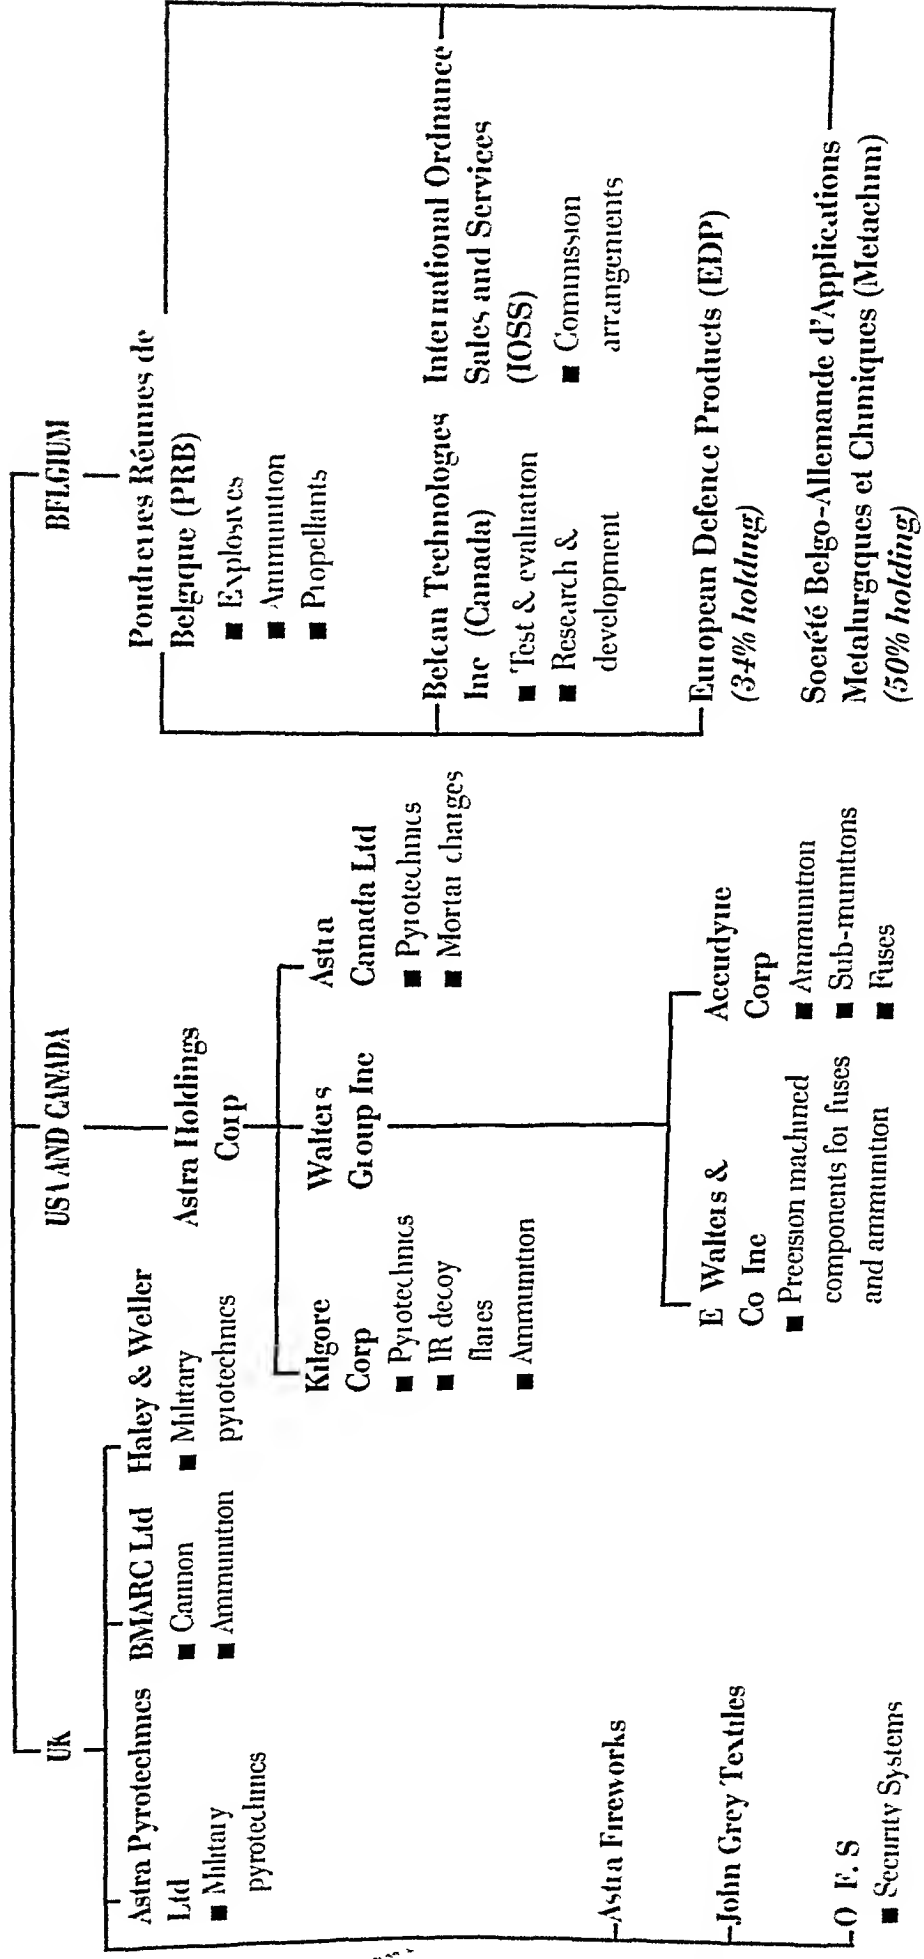 UK
Astra Pyrotechnics
Ltd
■ Military
pyrotechnics
BMARC Ltd
■ Cannon
■ Ammunition
Haley & Weller
■ Military
pyrotechnics
Astra Fireworks
John Grey Textiles
O F. S
■ Security Systems
USA AND CANADA
Astra Holdings
Corp
Kilgore
Corp
■ Pyrotechnics
■ IR decoy
flares
■ Ammunition
Walters
Group Inc
Astra
Canada Ltd
■ Pyrotechnics
■ Mortar charges
E Walters &
Co Inc
■ Precision machined
components for fuses
and ammunition
Accudyne
Corp
■ Ammunition
■ Sub-munitions
■ Fuses
BELGIUM
Poudreries Réunies de
Belgique (PRB)
■ Explosives
■ Ammunition
■ Propellants
Belcan Technologies
Inc (Canada)
■ Test & evaluation
■ Research &
development
International Ordnance
Sales and Services
(IOSS)
■ Commission
arrangements
European Defence Products (EDP)
(34% holding)
Société Belgo-Allemande d'Applications
Metalurgiques et Chmiques (Metachim)
(50% holding)